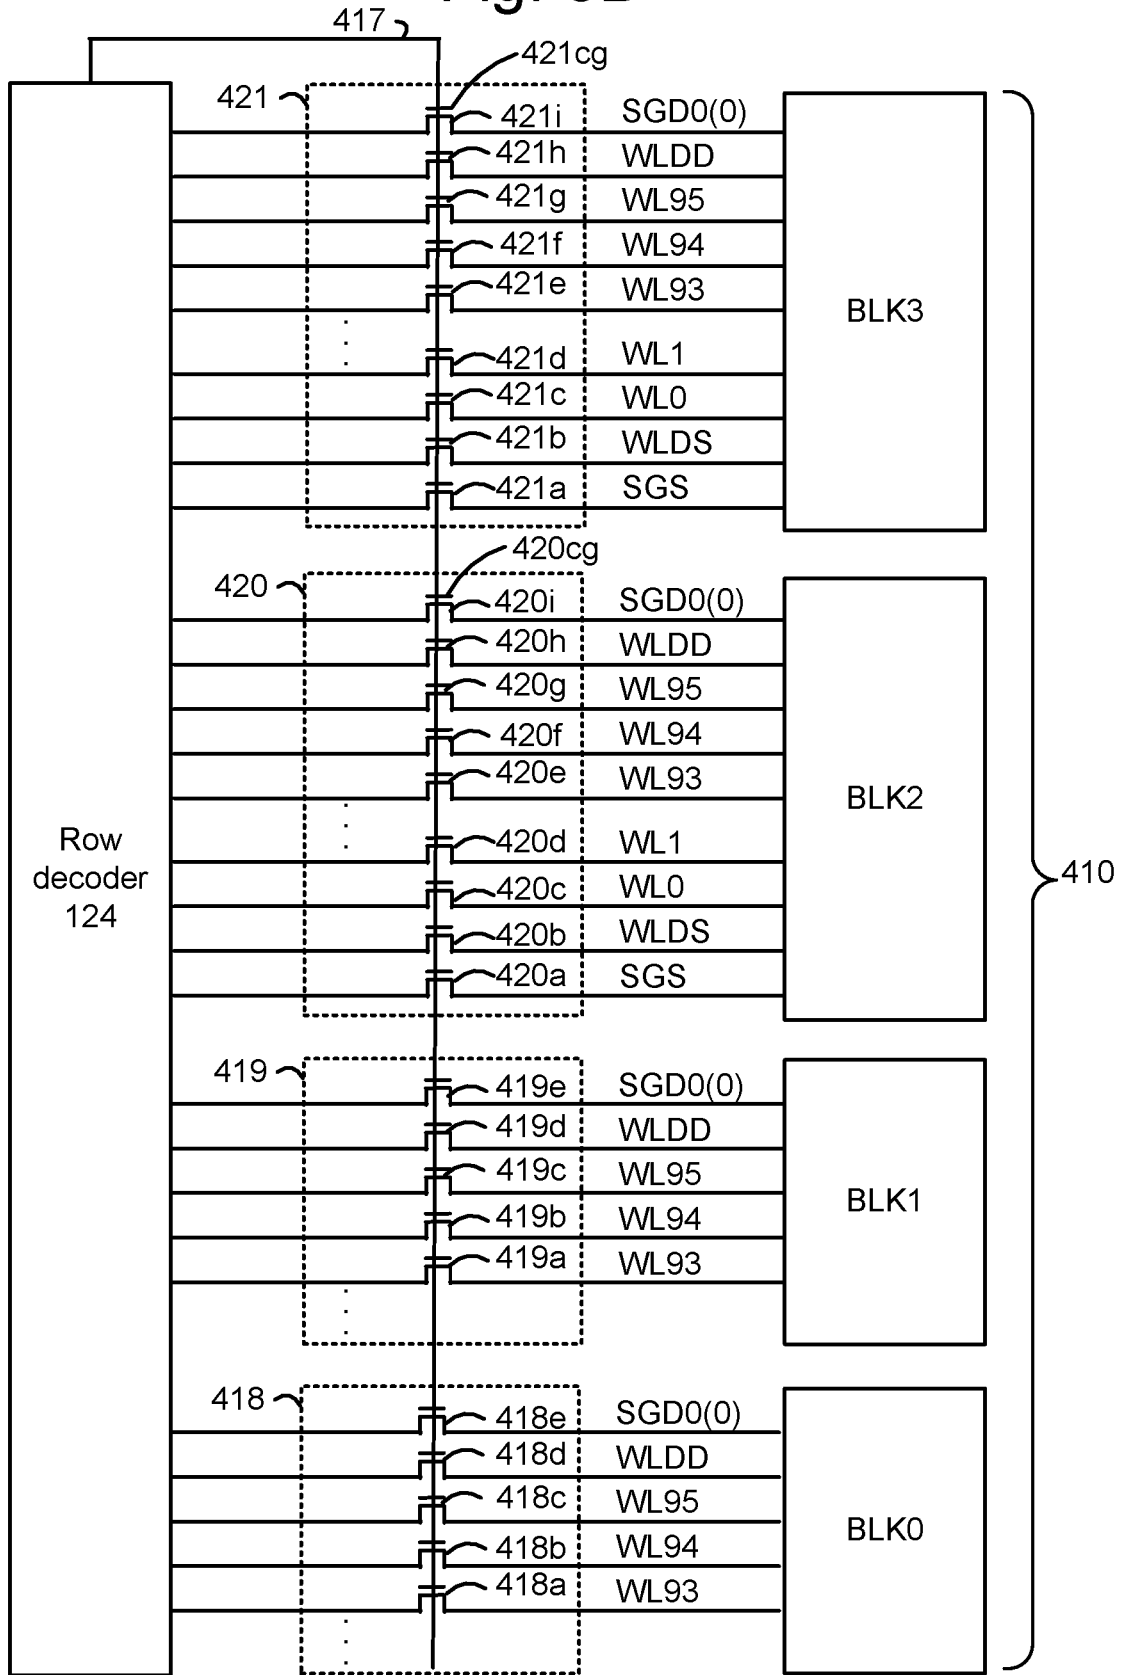 417
421cg
421
421i
SGD0(0)
421h
WLDD
421g
WL95
421f
WL94
421e
WL93
BLK3
421d
WL1
421c
WL0
421b
WLDS
421a
SGS
420cg
420
420i
SGD0(0)
420h
WLDD
420g
WL95
420f
WL94
420e
WL93
BLK2
Row
decoder
124
420d
WL1
410
420c
WL0
420b
WLDS
420a
SGS
419
419e
SGD0(0)
419d
WLDD
419c
WL95
BLK1
419b
WL94
419a
WL93
418
418e
SGD0(0)
418d
WLDD
418c
WL95
BLK0
418b
WL94
418a
WL93